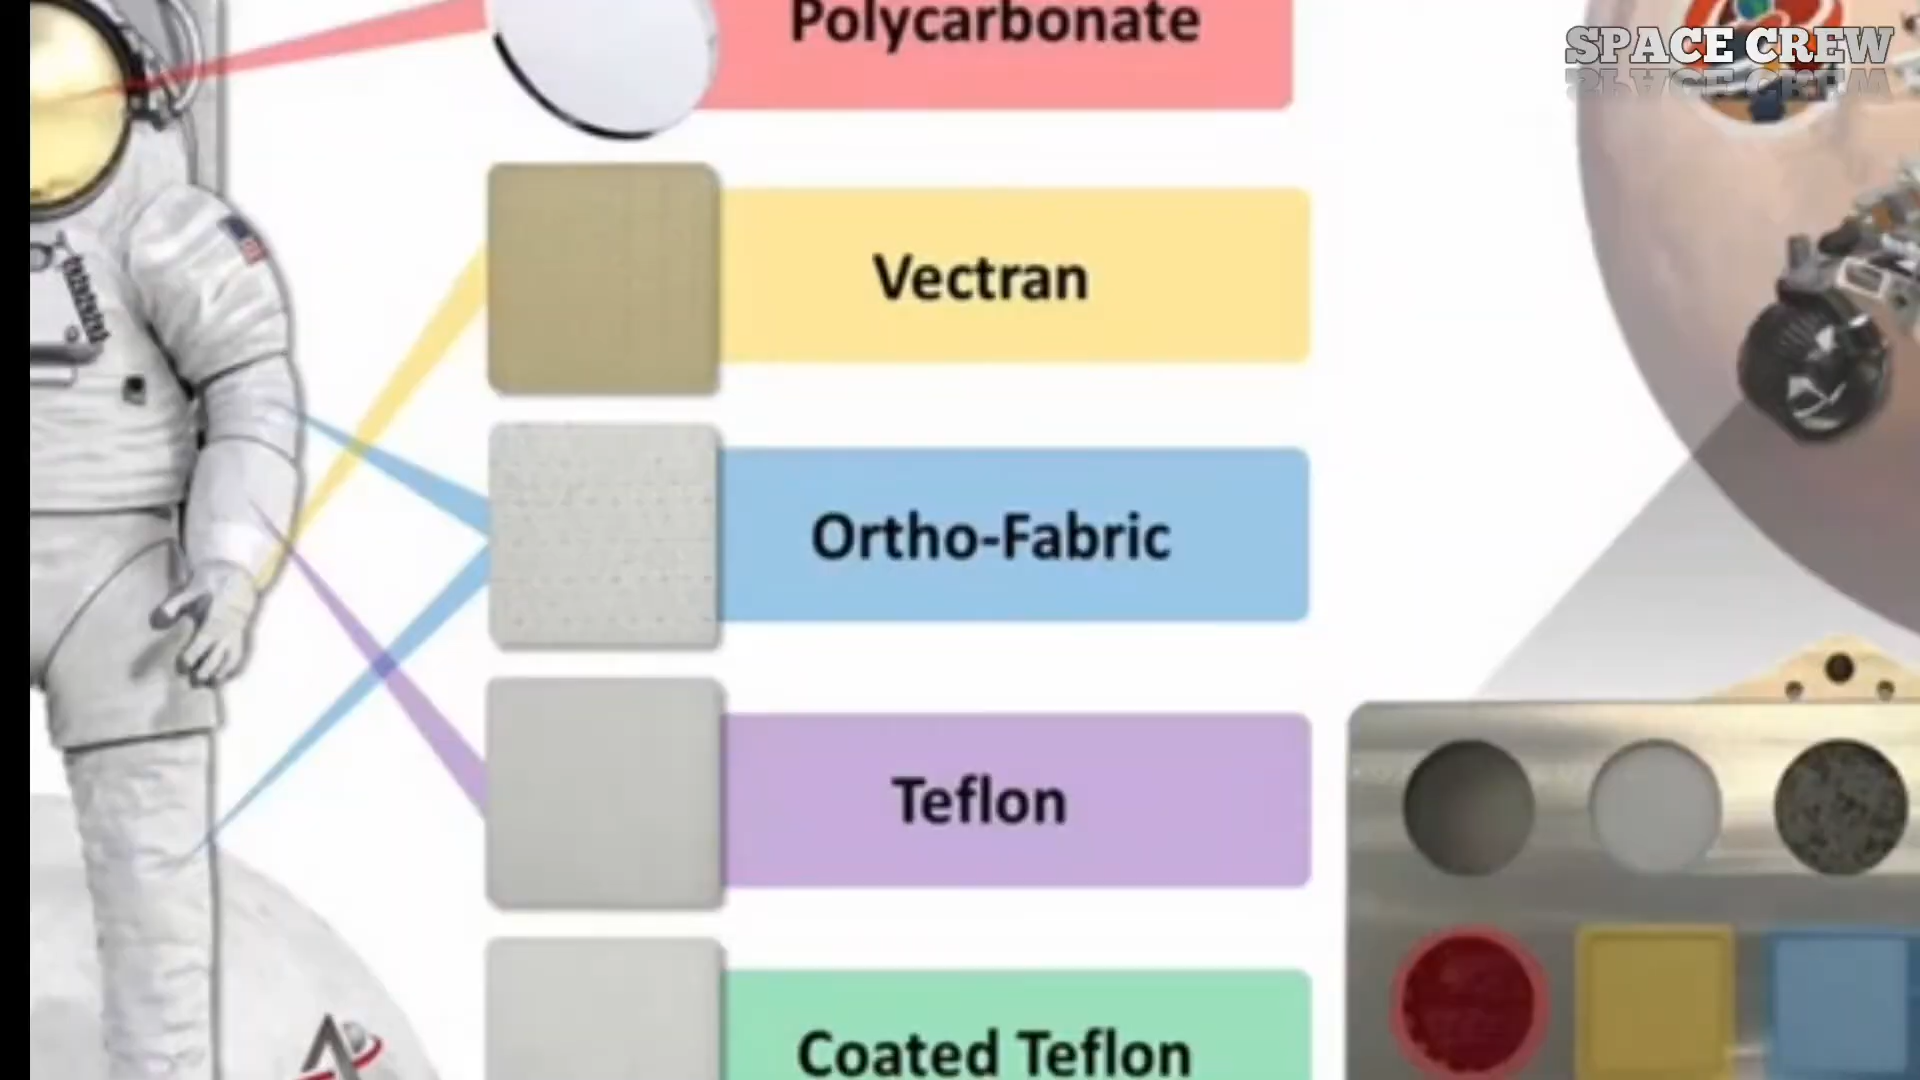 Polycarbonate
SPACE CREW
Vectran
Ortho-Fabric
Teflon
Coated Teflon